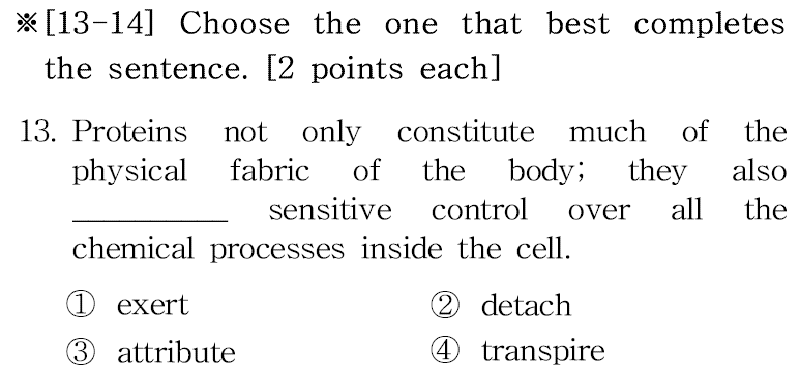 ※[13-14] Choose the one that best completes
the sentence. [2 points each]
13. Proteins not only constitute much of the
physical fabric of the body; they also
__________ sensitive control over all the
chemical processes inside the cell.
① exert ② detach
③ attribute ④ transpire